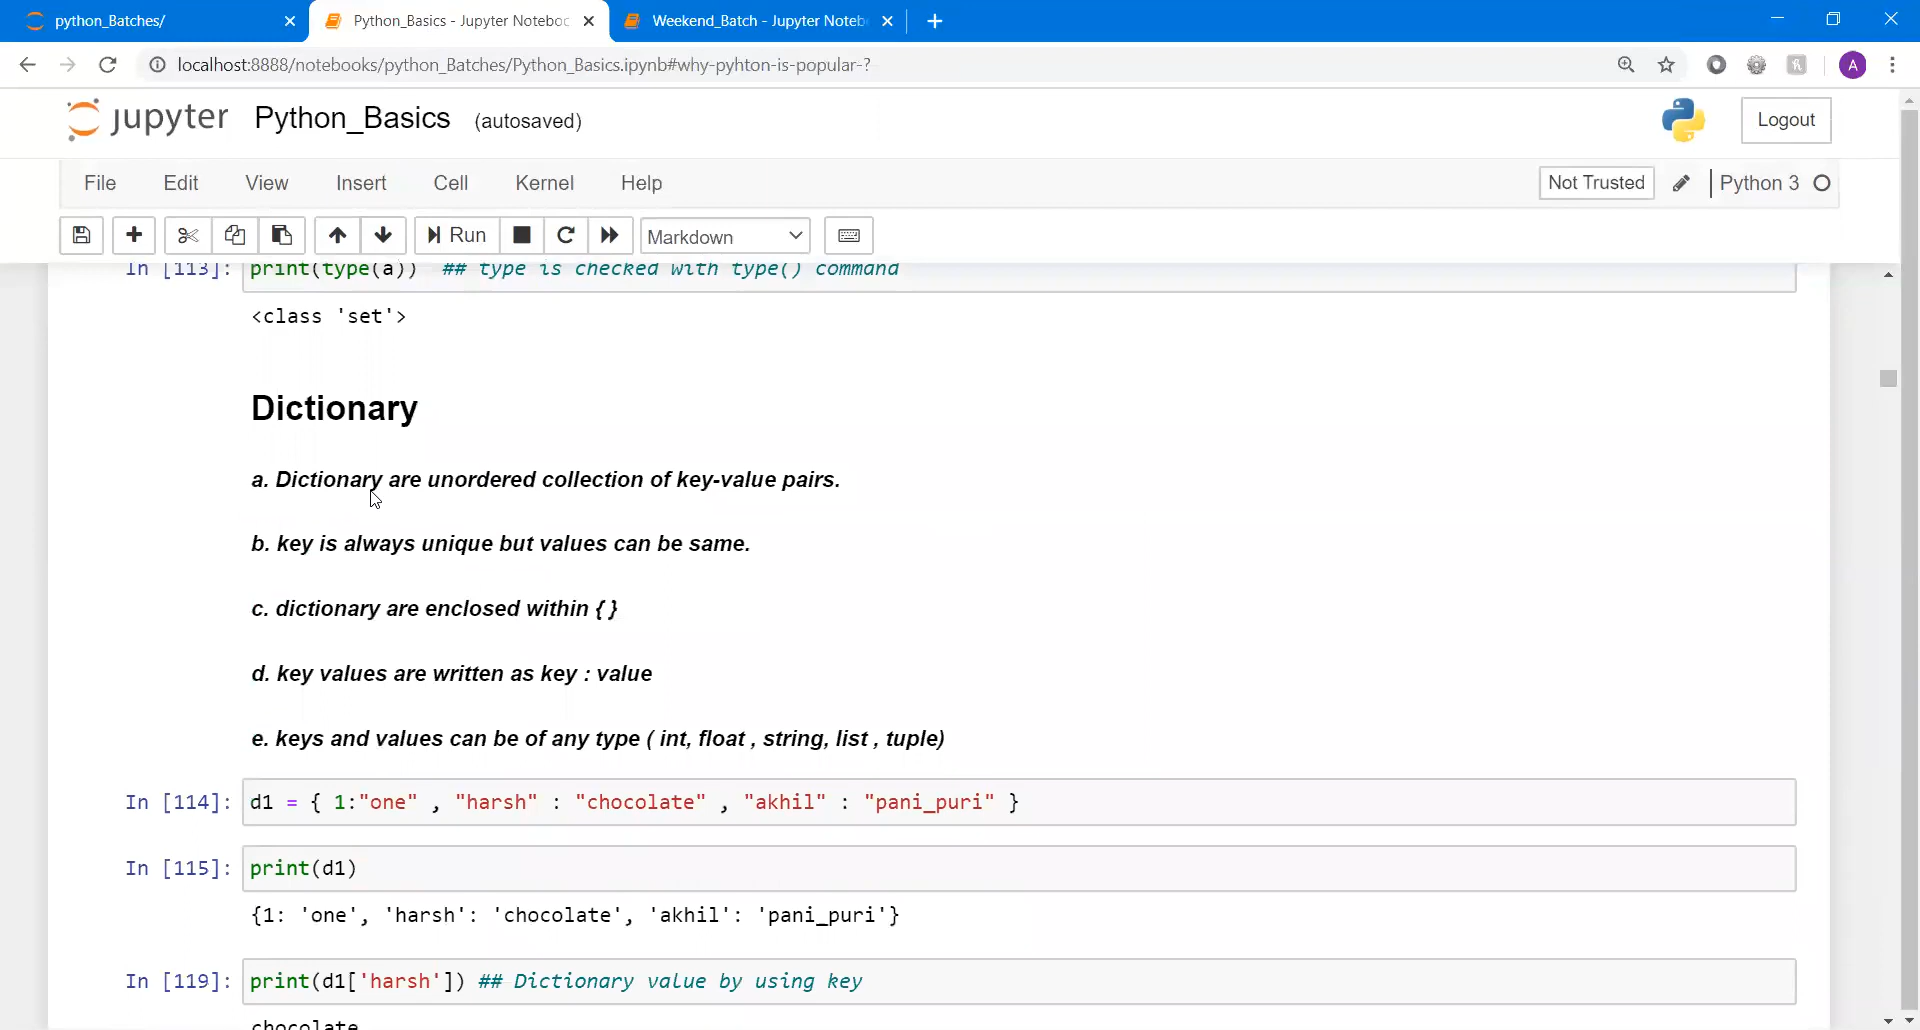 python_Batches/
Python_Basics - Jupyter Noteboo
Weekend_Batch - Jupyter Noteb
localhost:8888/notebooks/python_Batches/Python_Basics.ipynb#why-pyhton-is-popular-?
A
jupyter Python_Basics (autosaved)
Logout
File Edit View Insert Cell Kernel Help
Not Trusted
Python 3
Run
Markdown
In [113]: print(type(a)) ## type is checked with type() command
<class 'set'>
Dictionary
a. Dictionary are unordered collection of key-value pairs.
b. key is always unique but values can be same.
c. dictionary are enclosed within { }
d. key values are written as key : value
e. keys and values can be of any type ( int, float , string, list , tuple)
In [114]: d1 = { 1:"one" , "harsh" : "chocolate" , "akhil" : "pani_puri" }
In [115]: print(d1)
{1: 'one', 'harsh': 'chocolate', 'akhil': 'pani_puri'}
In [119]: print(d1['harsh']) ## Dictionary value by using key
chocolate